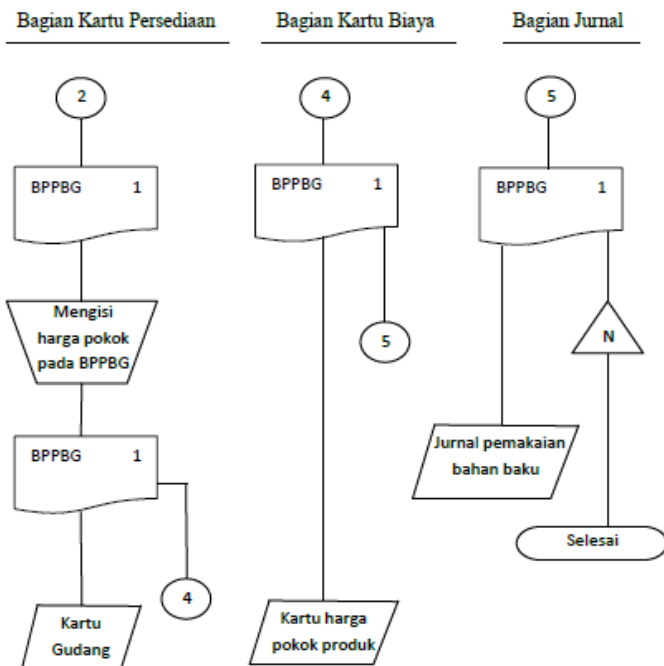 Bagian Kartu Persediaan
Bagian Kartu Biaya
Bagian Jurnal
2
BPPBG 1
Mengisi
harga pokok
pada BPPBG
BPPBG 1
4
Kartu
Gudang
4
BPPBG 1
5
Kartu harga
pokok produk
5
BPPBG 1
N
Jurnal pemakaian
bahan baku
Selesai